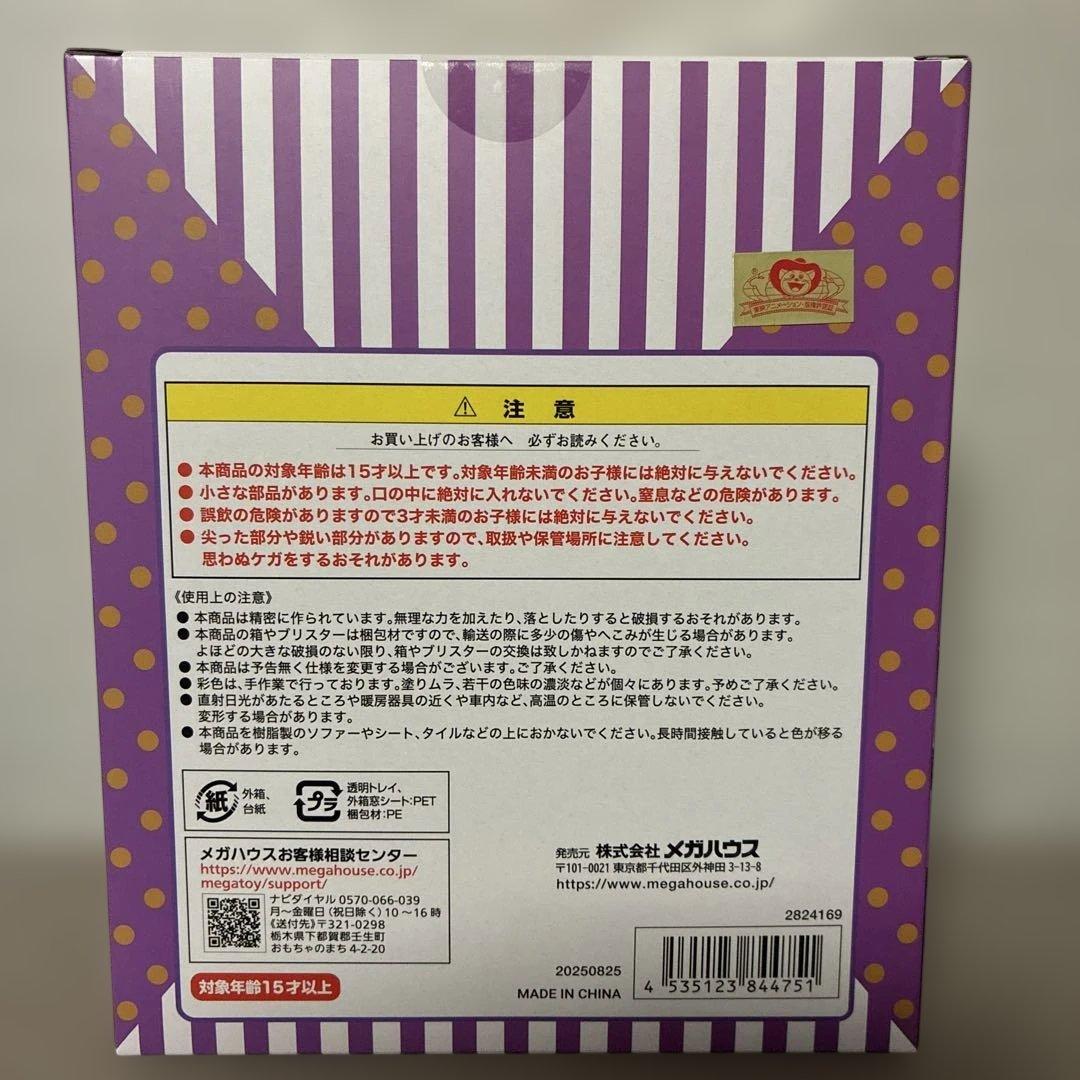 東映アニメーション・版権許諾証
⚠ 注 意
お買い上げのお客様へ 必ずお読みください。
● 本商品の対象年齢は15才以上です。対象年齢未満のお子様には絶対に与えないでください。
● 小さな部品があります。口の中に絶対に入れないでください。窒息などの危険があります。
● 誤飲の危険がありますので3才未満のお子様には絶対に与えないでください。
● 尖った部分や鋭い部分がありますので、取扱や保管場所に注意してください。
思わぬケガをするおそれがあります。
《使用上の注意》
● 本商品は精密に作られています。無理な力を加えたり、落としたりすると破損するおそれがあります。
● 本商品の箱やブリスターは梱包材ですので、輸送の際に多少の傷やへこみが生じる場合があります。
よほどの大きな破損のない限り、箱やブリスターの交換は致しかねますのでご了承ください。
● 本商品は予告無く仕様を変更する場合がございます。ご了承ください。
● 彩色は、手作業で行っております。塗りムラ、若干の色味の濃淡などが個々にあります。予めご了承ください。
● 直射日光があたるところや暖房器具の近くや車内など、高温のところに保管しないでください。
変形する場合があります。
● 本商品を樹脂製のソファーやシート、タイルなどの上におかないでください。長時間接触していると色が移る
場合があります。
紙
外箱、
台紙
プラ
透明トレイ、
外箱窓シート:PET
梱包材:PE
メガハウスお客様相談センター
https://www.megahouse.co.jp/
megatoy/support/
ナビダイヤル 0570-066-039
月~金曜日(祝日除く)10~16時
《送付先》〒321-0298
栃木県下都賀郡壬生町
おもちゃのまち4-2-20
対象年齢15才以上
発売元 株式会社 メガハウス
〒101-0021 東京都千代田区外神田 3-13-8
https://www.megahouse.co.jp/
2824169
20250825
MADE IN CHINA
4 535123 844751